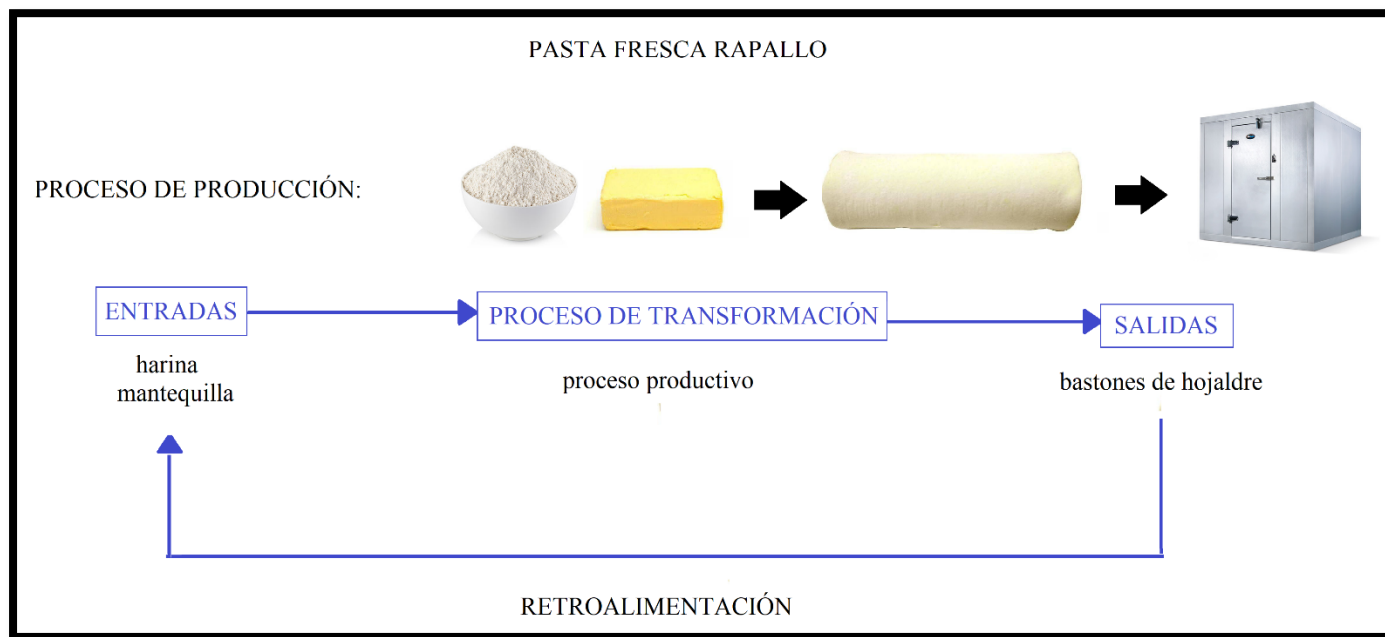 PASTA FRESCA RAPALLO
PROCESO DE PRODUCCIÓN:
ENTRADAS
PROCESO DE TRANSFORMACIÓN
SALIDAS
harina
mantequilla
proceso productivo
bastones de hojaldre
RETROALIMENTACIÓN